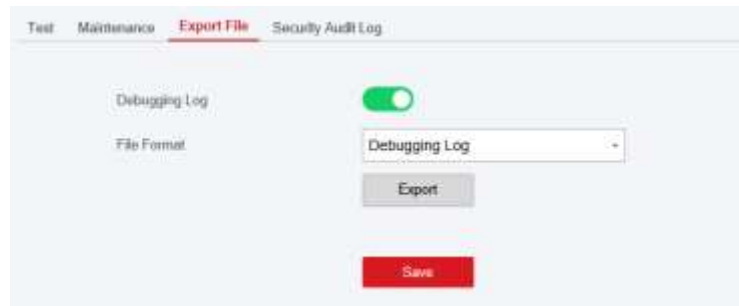 Test Maintenance Export File Security Audit Log
Debugging Log
File Format Debugging Log
Export
Save